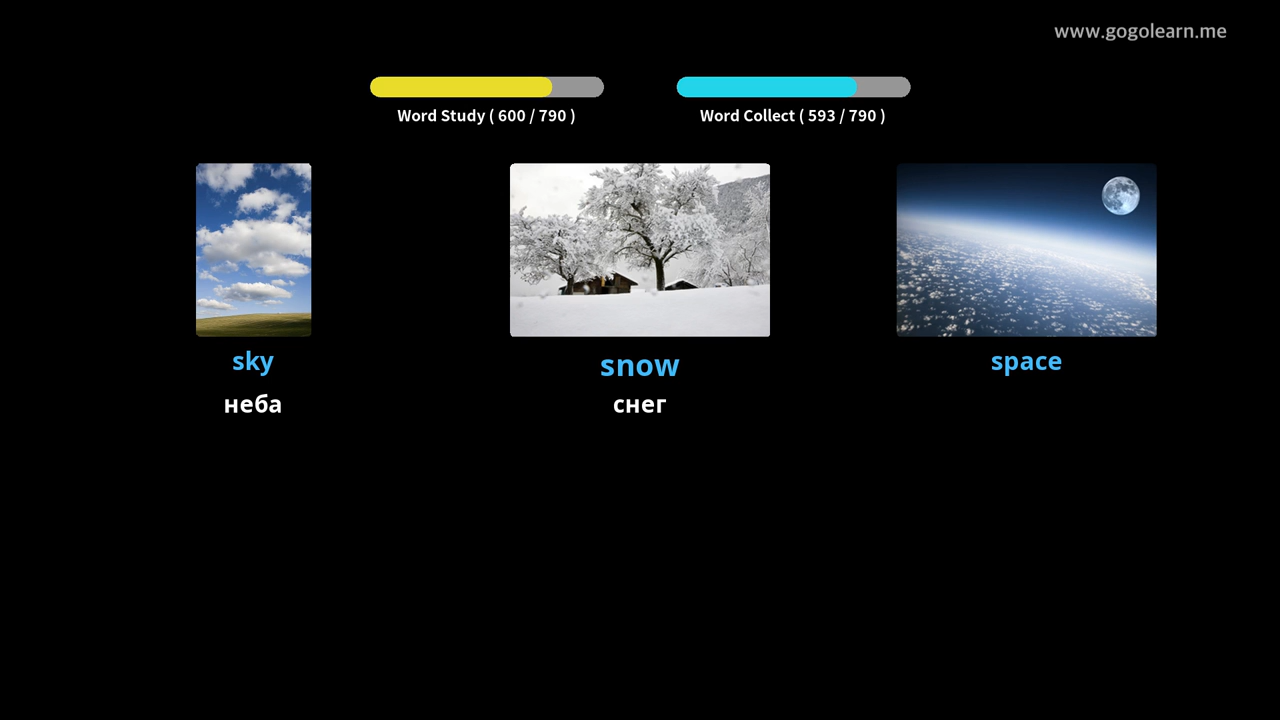 www.gogolearn.me
Word Study ( 600 / 790 )
Word Collect ( 593 / 790 )
sky
snow
space
неба
снег